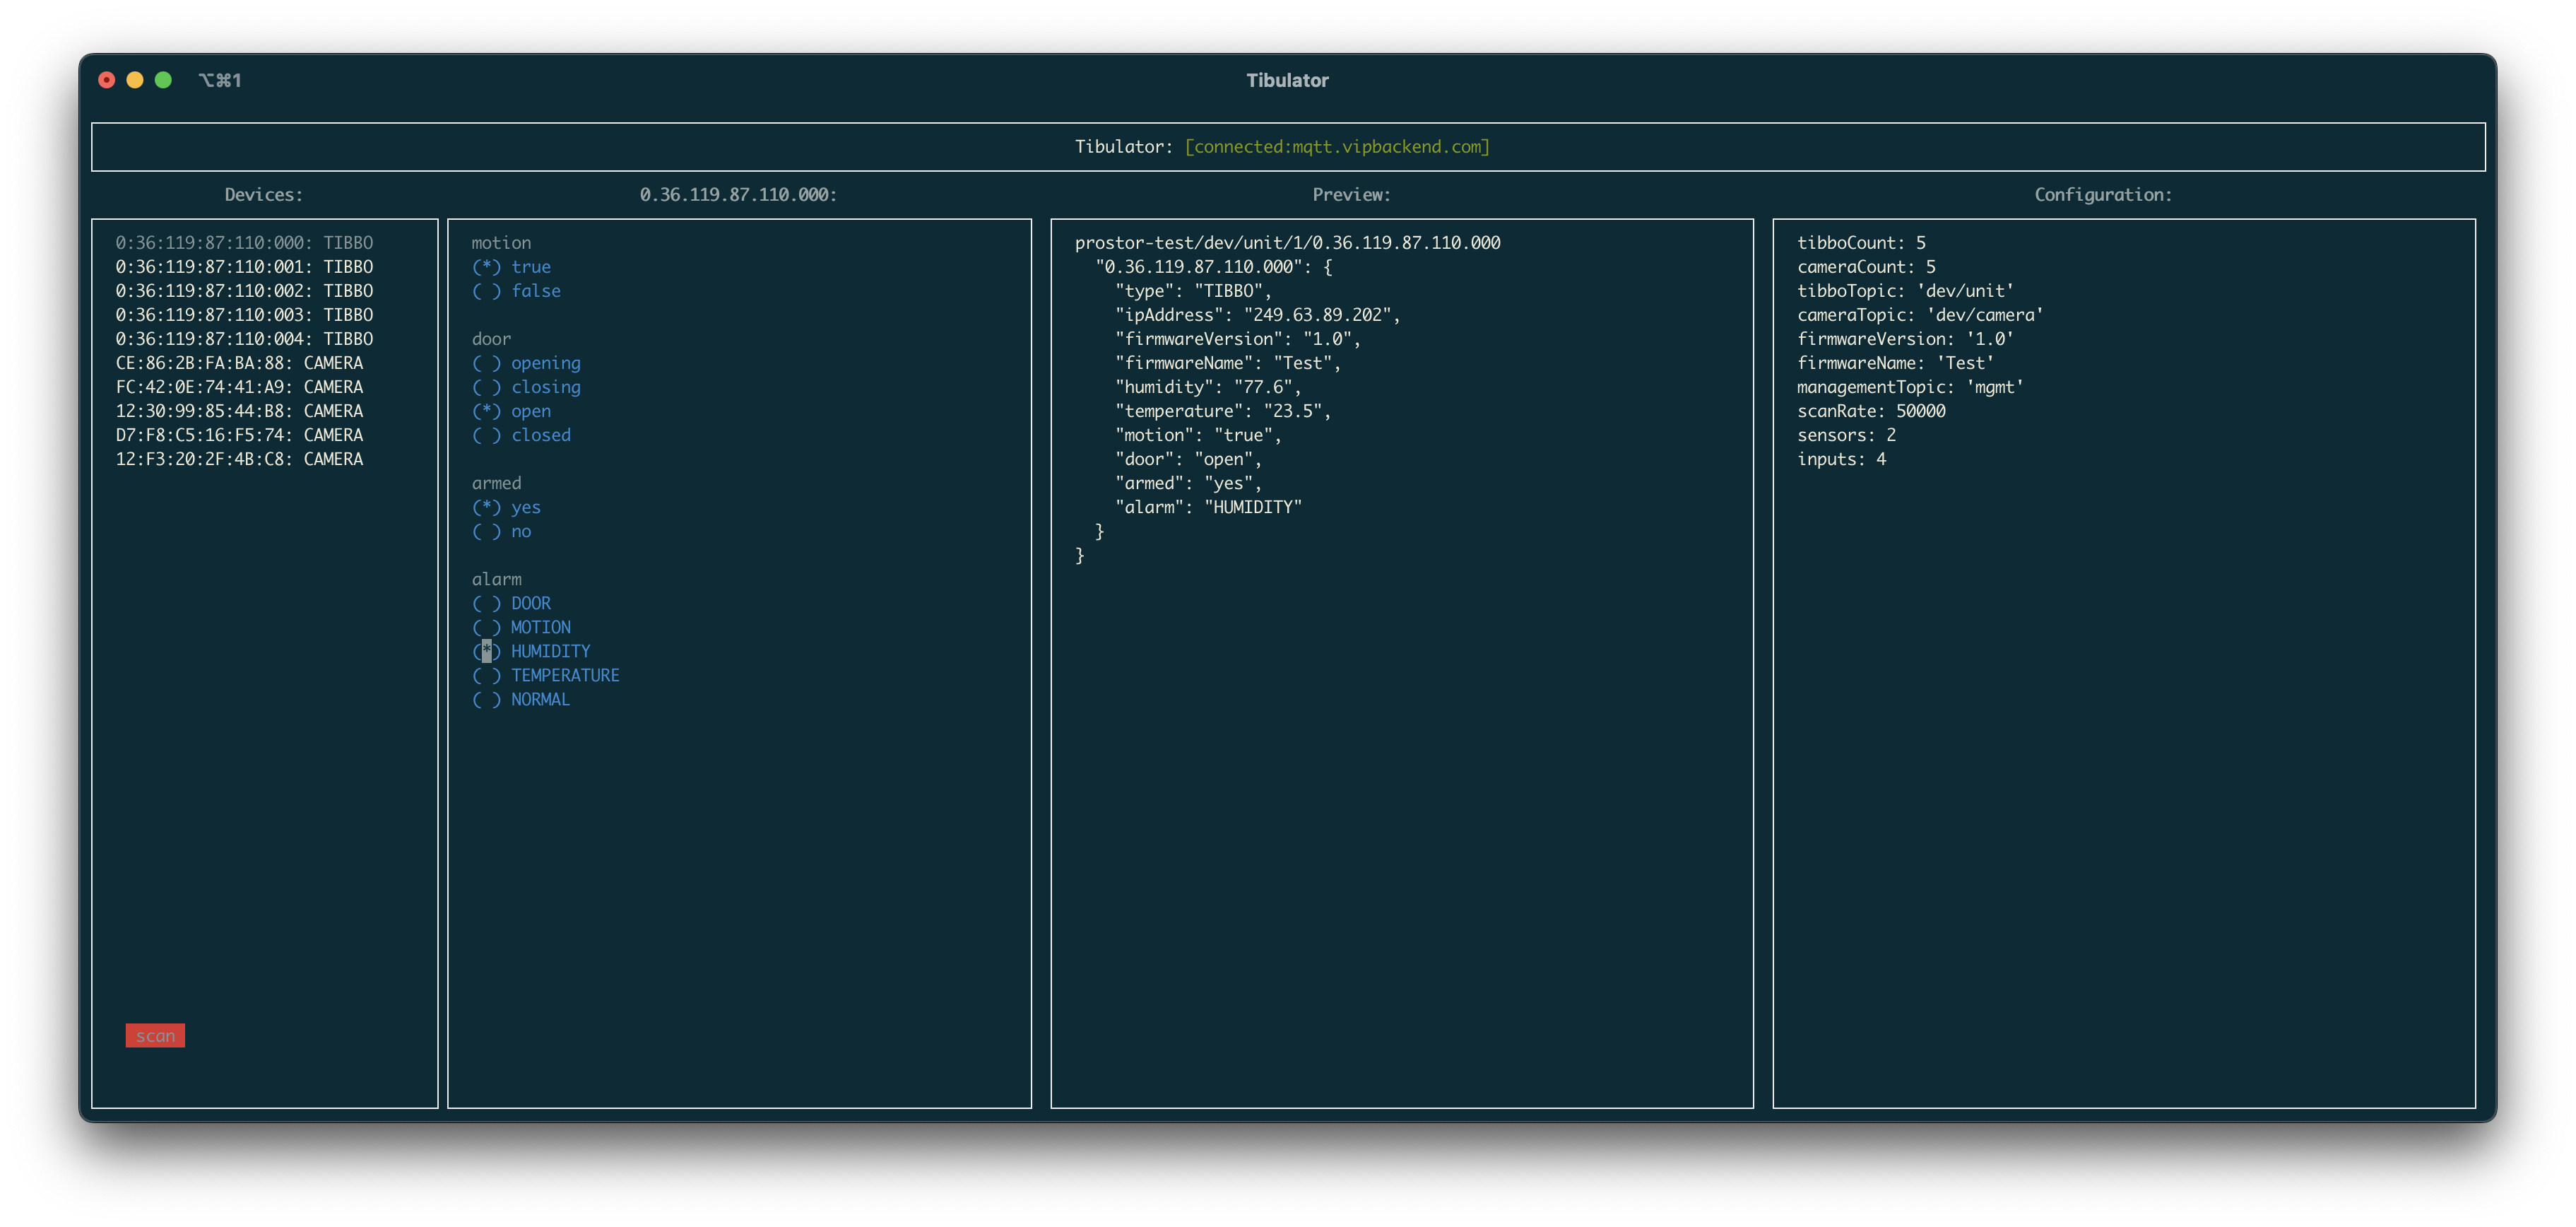 ⌥⌘1
Tibulator
Tibulator: [connected:mqtt.vipbackend.com]
Devices:
0:36:119:87:110:000: TIBBO
0:36:119:87:110:001: TIBBO
0:36:119:87:110:002: TIBBO
0:36:119:87:110:003: TIBBO
0:36:119:87:110:004: TIBBO
CE:86:2B:FA:BA:88: CAMERA
FC:42:0E:74:41:A9: CAMERA
12:30:99:85:44:B8: CAMERA
D7:F8:C5:16:F5:74: CAMERA
12:F3:20:2F:4B:C8: CAMERA
scan
0.36.119.87.110.000:
motion
(*) true
( ) false
door
( ) opening
( ) closing
(*) open
( ) closed
armed
(*) yes
( ) no
alarm
( ) DOOR
( ) MOTION
(*) HUMIDITY
( ) TEMPERATURE
( ) NORMAL
Preview:
prostor-test/dev/unit/1/0.36.119.87.110.000
"0.36.119.87.110.000": {
"type": "TIBBO",
"ipAddress": "249.63.89.202",
"firmwareVersion": "1.0",
"firmwareName": "Test",
"humidity": "77.6",
"temperature": "23.5",
"motion": "true",
"door": "open",
"armed": "yes",
"alarm": "HUMIDITY"
}
}
Configuration:
tibboCount: 5
cameraCount: 5
tibboTopic: 'dev/unit'
cameraTopic: 'dev/camera'
firmwareVersion: '1.0'
firmwareName: 'Test'
managementTopic: 'mgmt'
scanRate: 50000
sensors: 2
inputs: 4